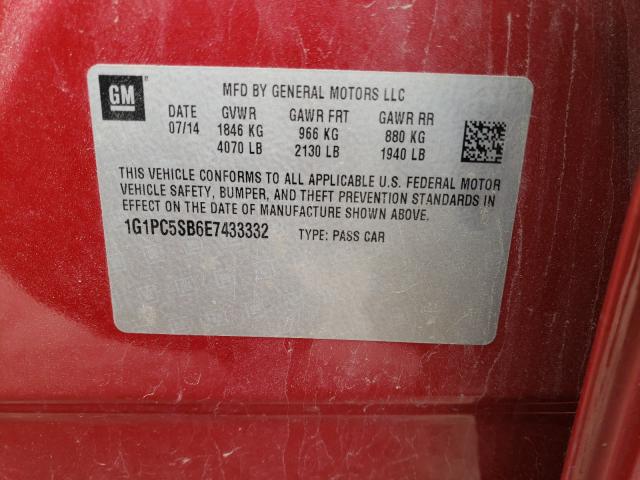 GM
MFD BY GENERAL MOTORS LLC
DATE GVWR GAWR FRT GAWR RR
07/14 1846 KG 966 KG 880 KG
4070 LB 2130 LB 1940 LB
THIS VEHICLE CONFORMS TO ALL APPLICABLE U.S. FEDERAL MOTOR
VEHICLE SAFETY, BUMPER, AND THEFT PREVENTION STANDARDS IN
EFFECT ON THE DATE OF MANUFACTURE SHOWN ABOVE.
1G1PC5SB6E7433332 TYPE: PASS CAR